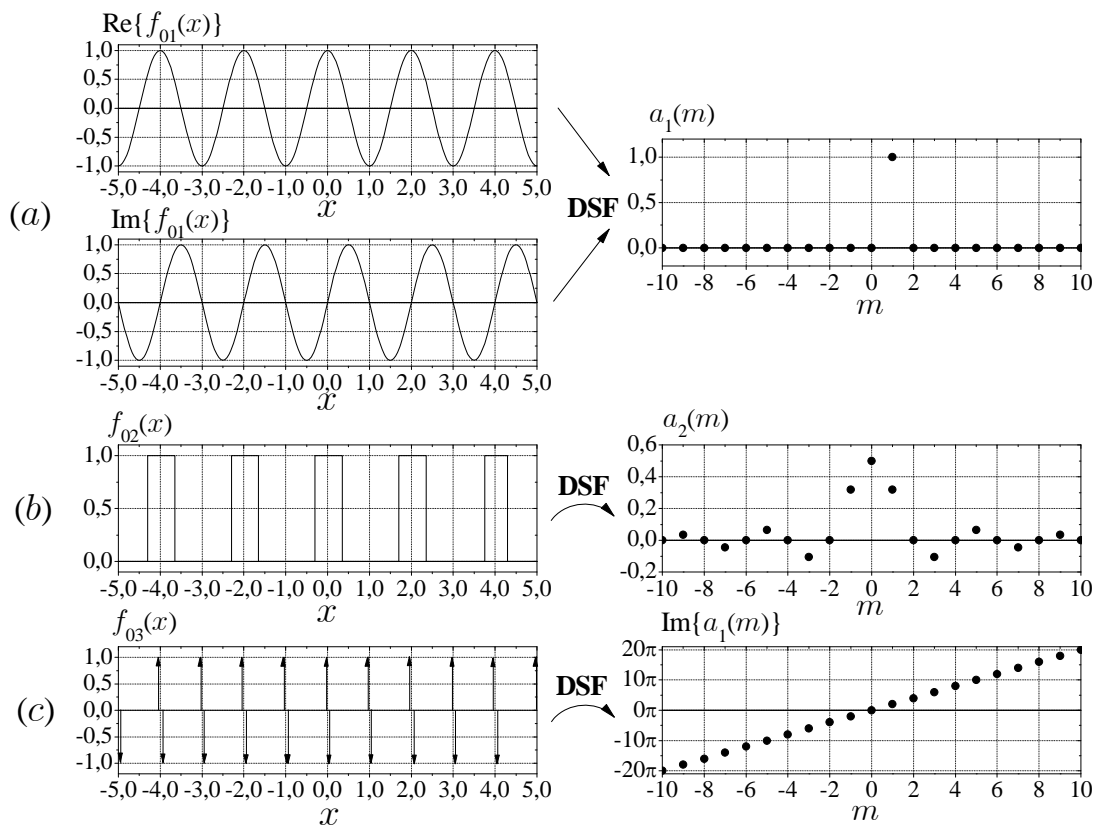 Re{f₀₁(x)}
1,0
0,5
0,0
-0,5
-1,0
-5,0 -4,0 -3,0 -2,0 -1,0 0,0 1,0 2,0 3,0 4,0 5,0
x
(a)
Im{f₀₁(x)}
1,0
0,5
0,0
-0,5
-1,0
-5,0 -4,0 -3,0 -2,0 -1,0 0,0 1,0 2,0 3,0 4,0 5,0
x
DSF
a₁(m)
1,0
0,5
0,0
-10 -8 -6 -4 -2 0 2 4 6 8 10
m
(b)
f₀₂(x)
1,0
0,5
0,0
-5,0 -4,0 -3,0 -2,0 -1,0 0,0 1,0 2,0 3,0 4,0 5,0
x
DSF
a₂(m)
0,6
0,4
0,2
0,0
-0,2
-10 -8 -6 -4 -2 0 2 4 6 8 10
m
(c)
f₀₃(x)
1,0
0,5
0,0
-0,5
-1,0
-5,0 -4,0 -3,0 -2,0 -1,0 0,0 1,0 2,0 3,0 4,0 5,0
x
DSF
Im{a₁(m)}
20π
10π
0π
-10π
-20π
-10 -8 -6 -4 -2 0 2 4 6 8 10
m